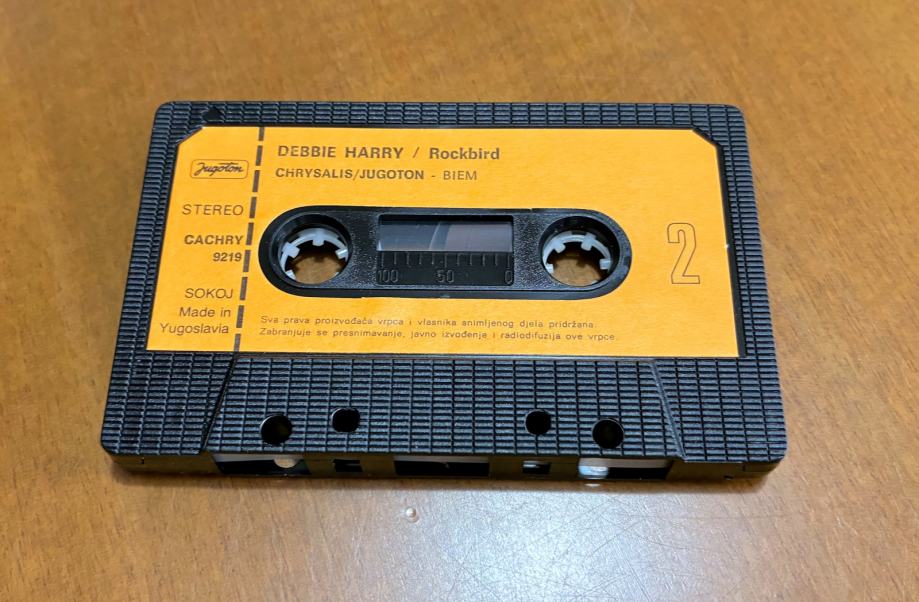 Jugoton
DEBBIE HARRY / Rockbird
CHRYSALIS/JUGOTON - BIEM
STEREO
CACHRY
9219
SOKOJ
Made in
Yugoslavia
2
100 50 0
Sva prava proizvođača vrpca i vlasnika snimljenog djela pridržana.
Zabranjuje se presnimavanje, javno izvođenje i radiodifuzija ove vrpce.